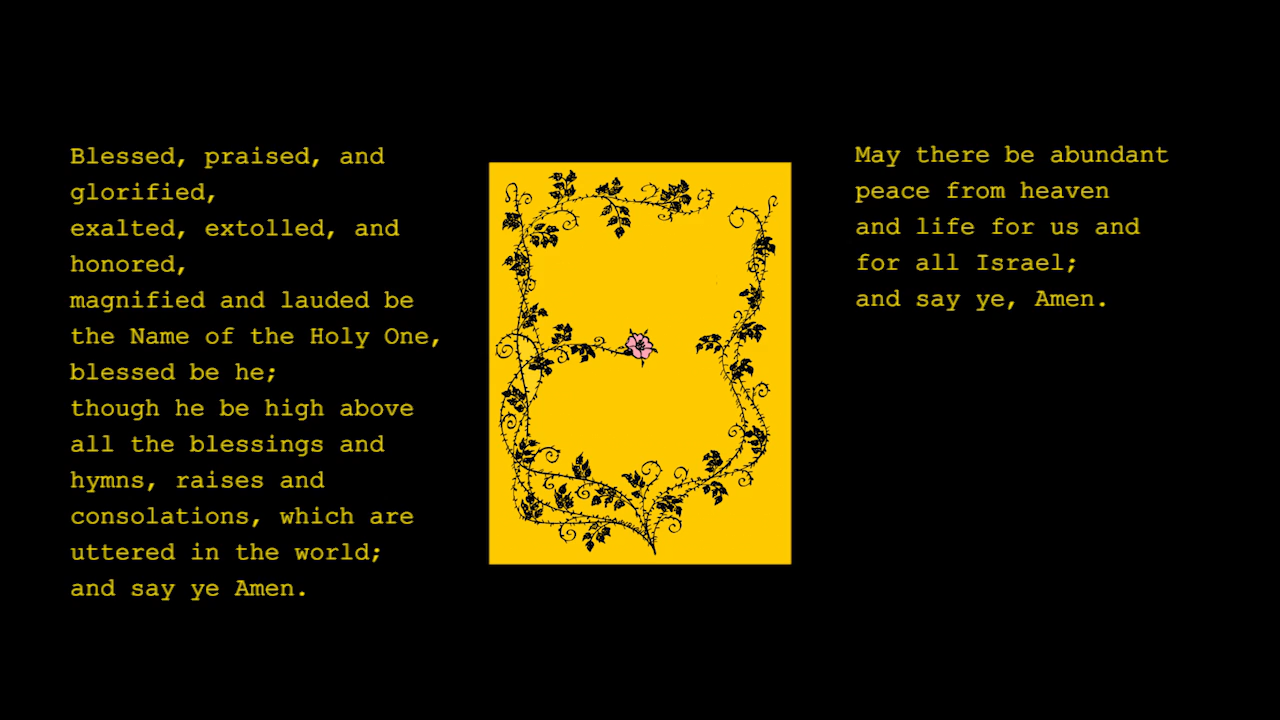 Blessed, praised, and
glorified,
exalted, extolled, and
honored,
magnified and lauded be
the Name of the Holy One,
blessed be he;
though he be high above
all the blessings and
hymns, raises and
consolations, which are
uttered in the world;
and say ye Amen.
May there be abundant
peace from heaven
and life for us and
for all Israel;
and say ye, Amen.